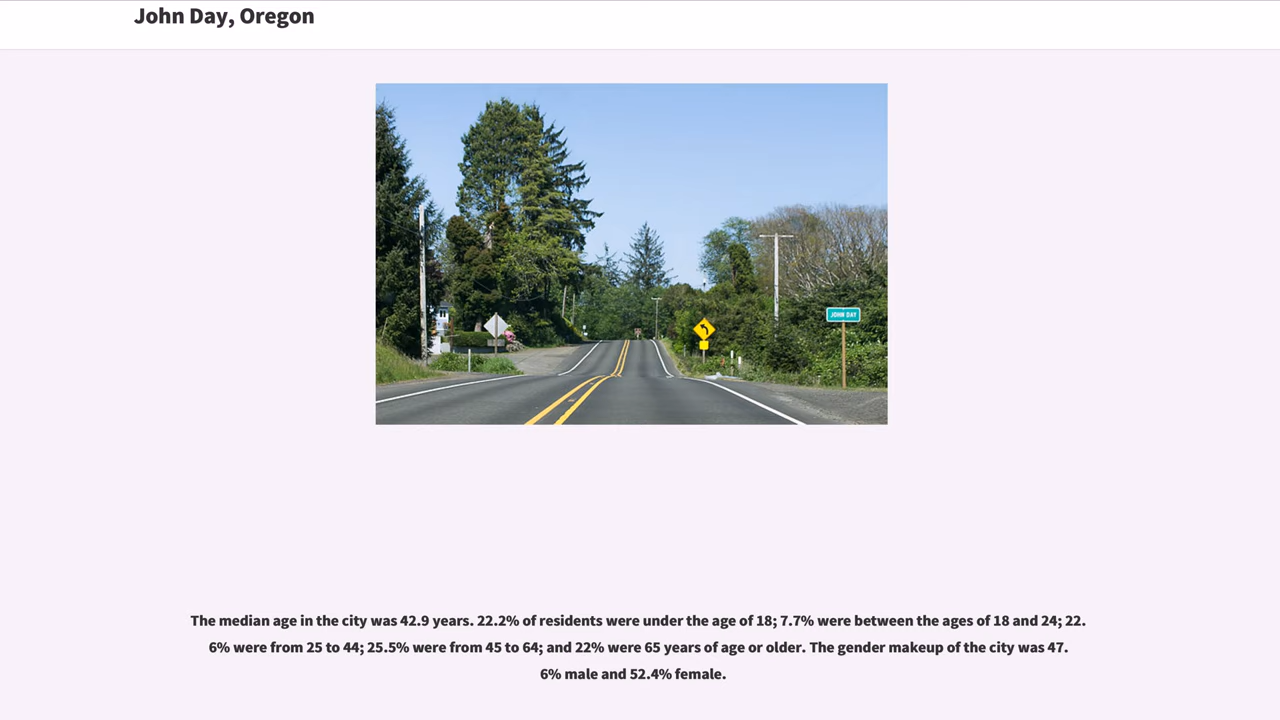 John Day, Oregon
JOHN DAY
The median age in the city was 42.9 years. 22.2% of residents were under the age of 18; 7.7% were between the ages of 18 and 24; 22.
6% were from 25 to 44; 25.5% were from 45 to 64; and 22% were 65 years of age or older. The gender makeup of the city was 47.
6% male and 52.4% female.